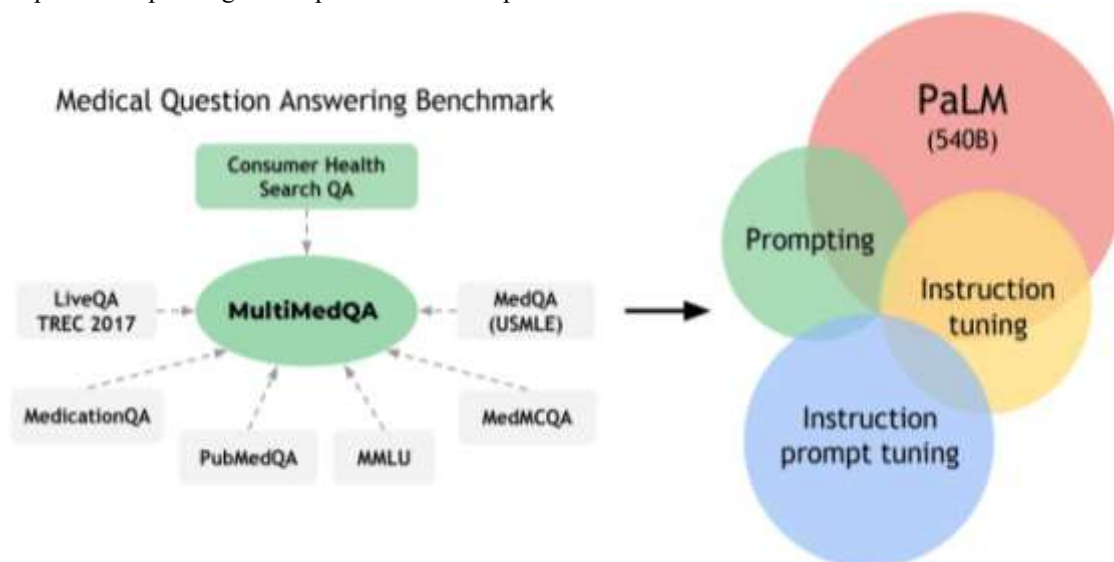 Medical Question Answering Benchmark
Consumer Health
Search QA
LiveQA
TREC 2017
MultiMedQA
MedQA
(USMLE)
MedicationQA
PubMedQA
MMLU
MedMCQA
PaLM
(540B)
Prompting
Instruction
tuning
Instruction
prompt tuning